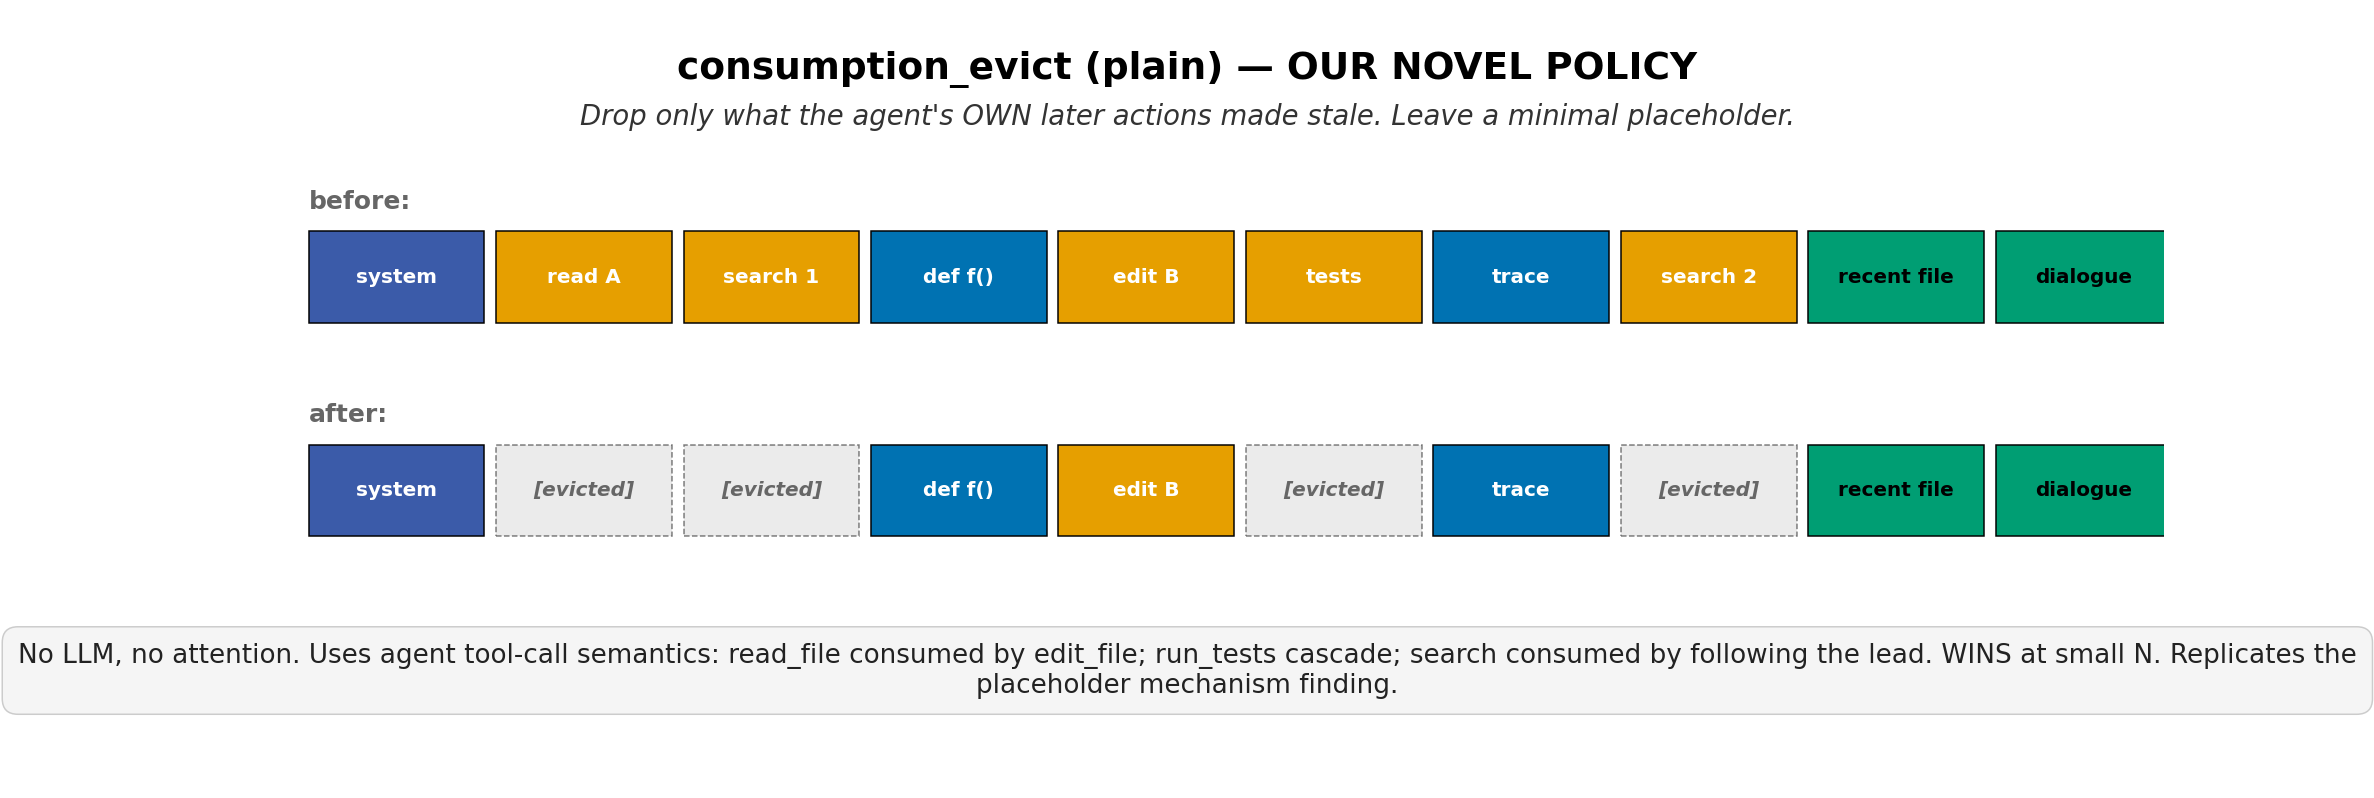 consumption_evict (plain) — OUR NOVEL POLICY
Drop only what the agent's OWN later actions made stale. Leave a minimal placeholder.
before:
system read A search 1 def f() edit B tests trace search 2 recent file dialogue
after:
system [evicted] [evicted] def f() edit B [evicted] trace [evicted] recent file dialogue
No LLM, no attention. Uses agent tool-call semantics: read_file consumed by edit_file; run_tests cascade; search consumed by following the lead. WINS at small N. Replicates the
placeholder mechanism finding.